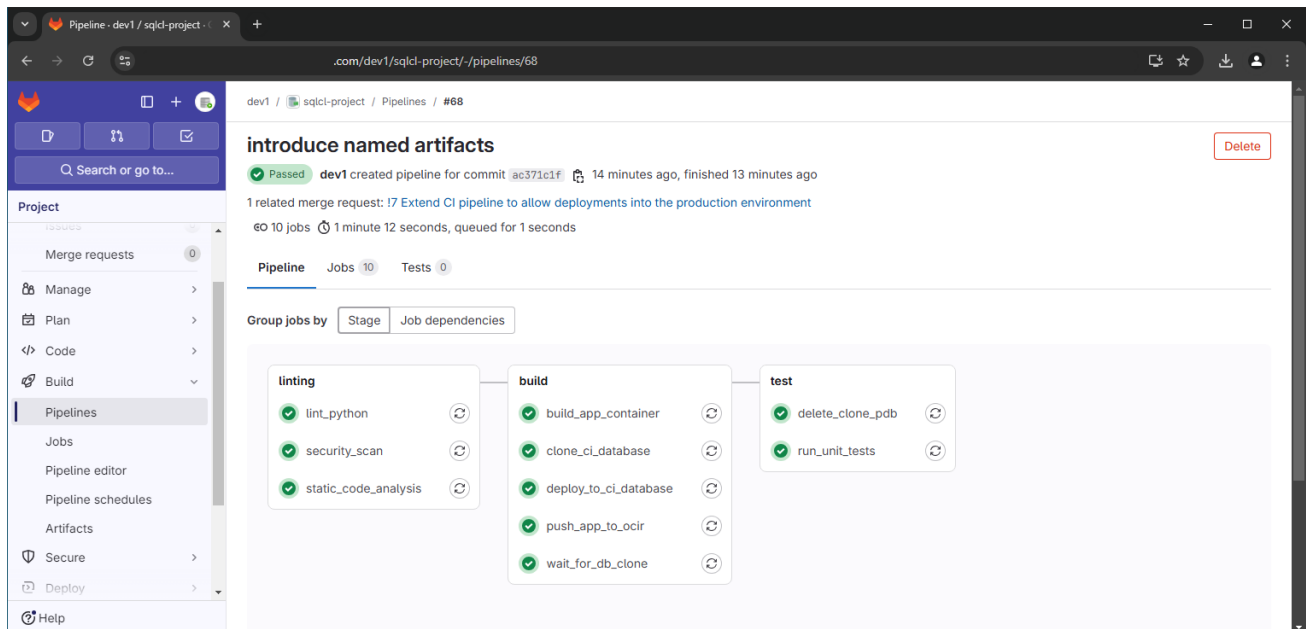 Pipeline · dev1 / sqlcl-project ·
.com/dev1/sqlcl-project/-/pipelines/68
dev1 / sqlcl-project / Pipelines / #68
Search or go to...
Project
Issues
Merge requests 0
Manage
Plan
Code
Build
Pipelines
Jobs
Pipeline editor
Pipeline schedules
Artifacts
Secure
Deploy
Help
introduce named artifacts
Delete
Passed dev1 created pipeline for commit ac371c1f 14 minutes ago, finished 13 minutes ago
1 related merge request: !7 Extend CI pipeline to allow deployments into the production environment
10 jobs 1 minute 12 seconds, queued for 1 seconds
Pipeline Jobs 10 Tests 0
Group jobs by Stage Job dependencies
linting
lint_python
security_scan
static_code_analysis
build
build_app_container
clone_ci_database
deploy_to_ci_database
push_app_to_ocir
wait_for_db_clone
test
delete_clone_pdb
run_unit_tests